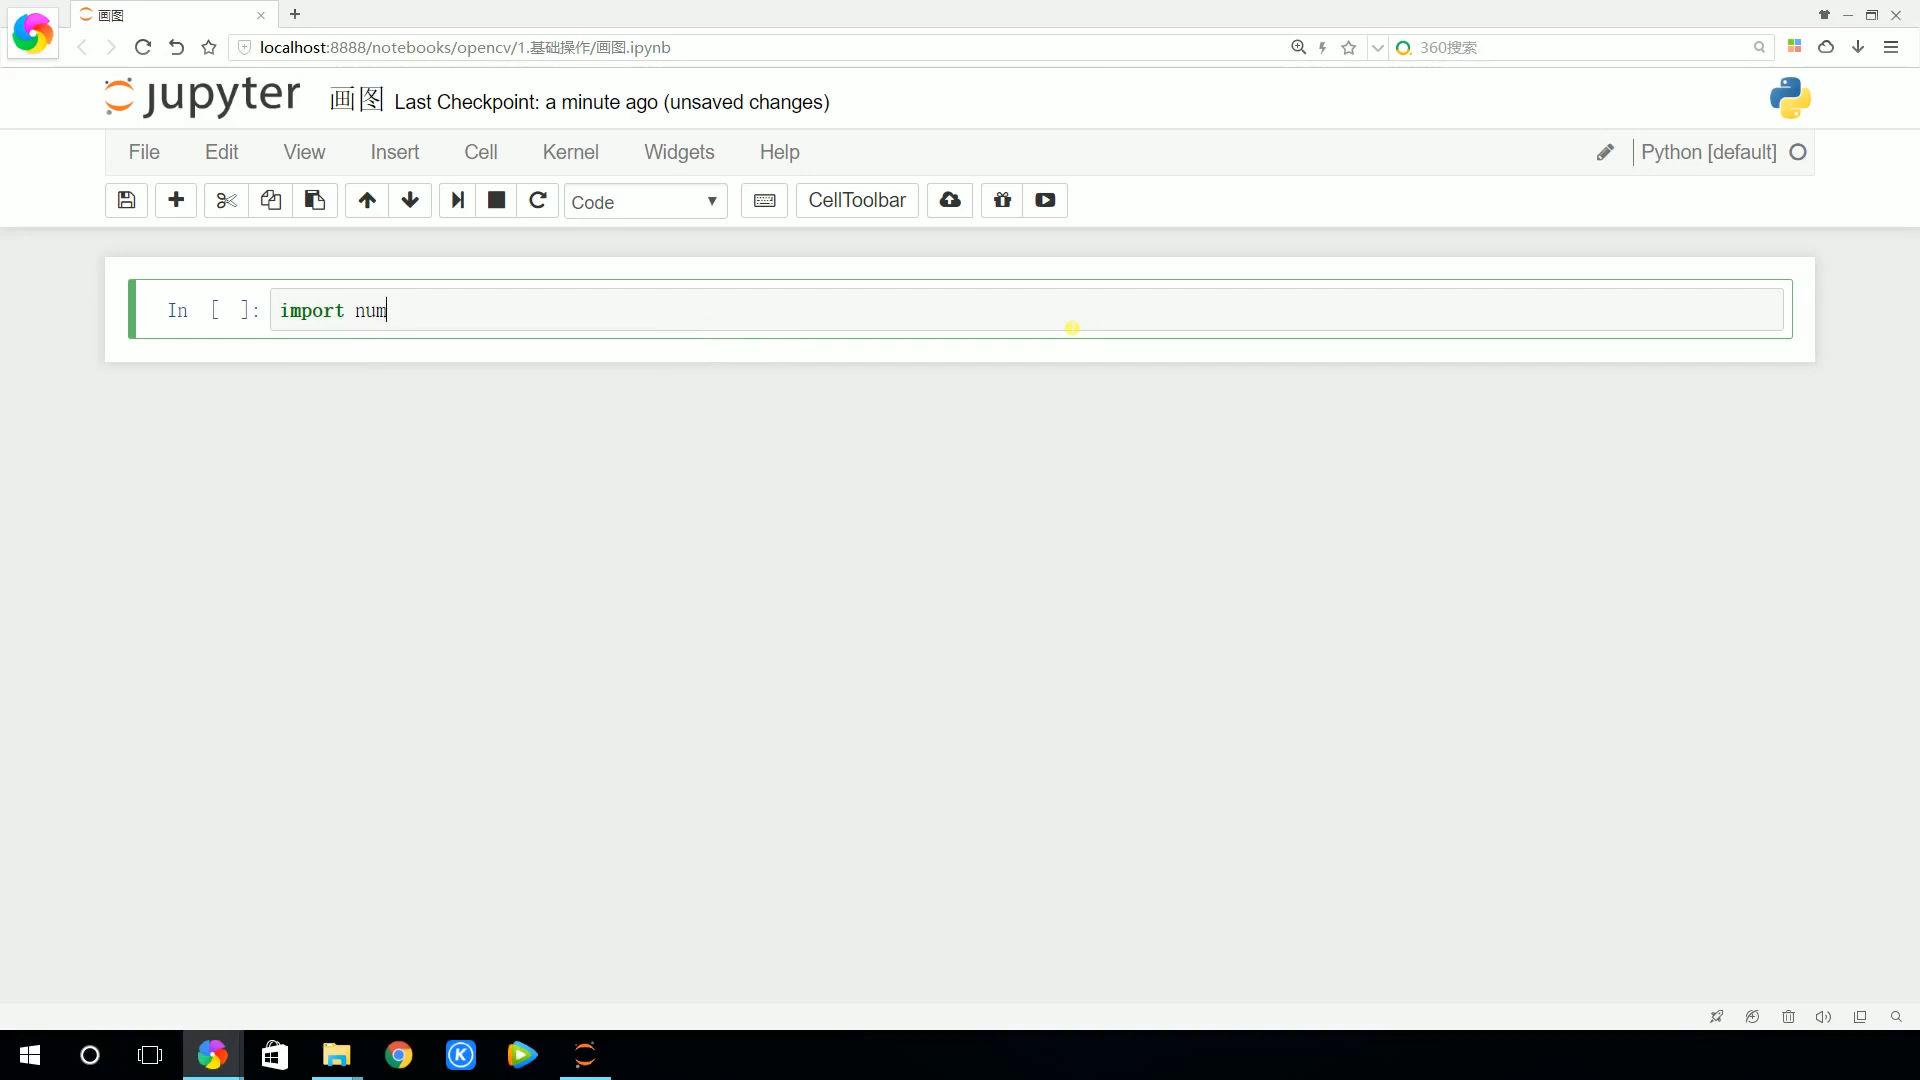 画图
localhost:8888/notebooks/opencv/1.基础操作/画图.ipynb
360搜索
jupyter 画图 Last Checkpoint: a minute ago (unsaved changes)
File Edit View Insert Cell Kernel Widgets Help Python [default]
Code CellToolbar
In [ ]: import num